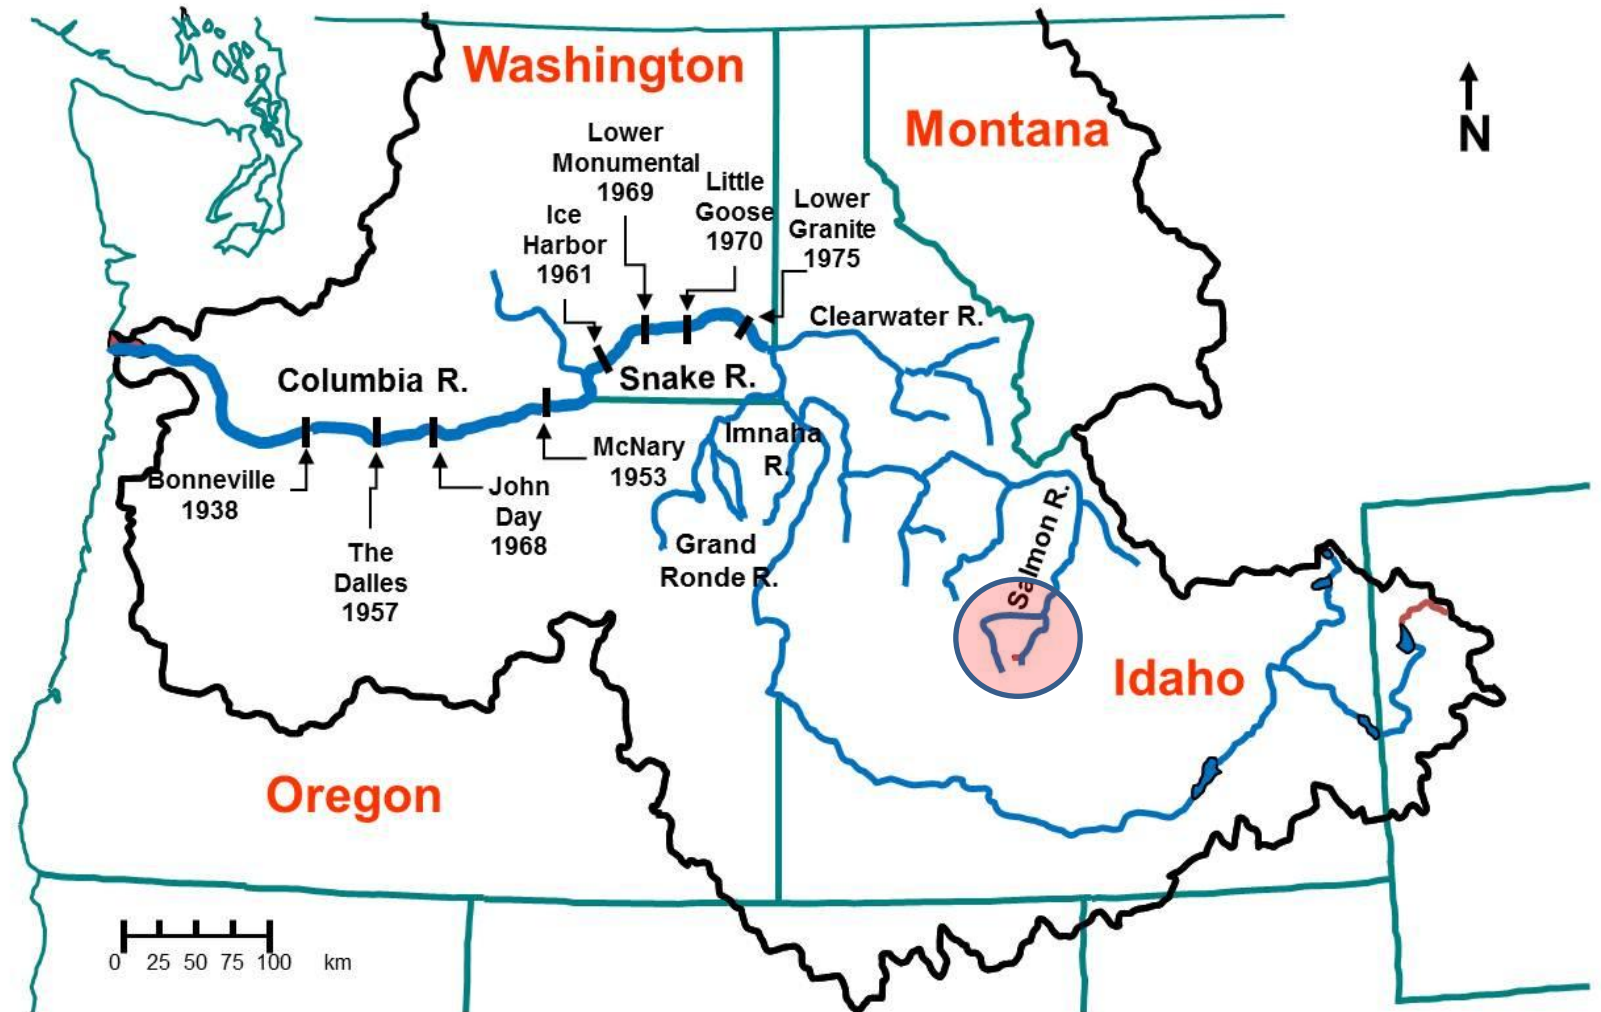 Washington
Montana
N
Lower
Monumental
1969
Little
Goose
1970
Lower
Granite
1975
Ice
Harbor
1961
Clearwater R.
Columbia R.
Snake R.
Imnaha
R.
McNary
1953
Bonneville
1938
John
Day
1968
The
Dalles
1957
Grand
Ronde R.
Salmon R.
Idaho
Oregon
0 25 50 75 100 km